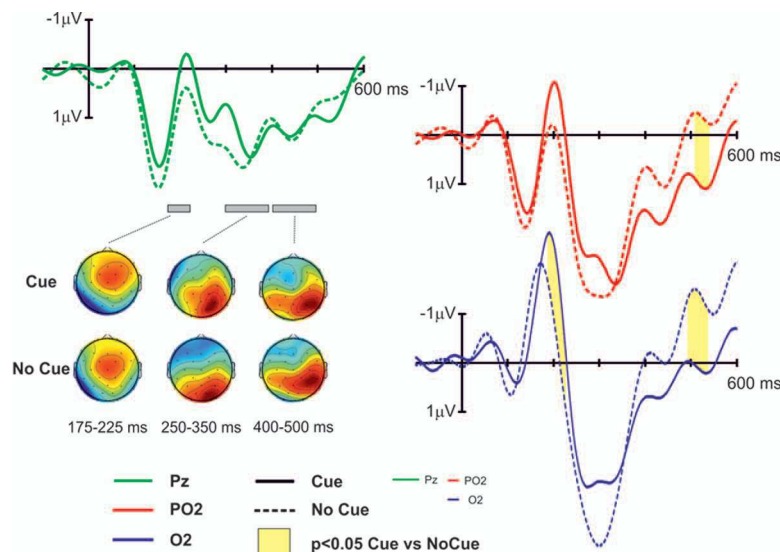 -1µV
1µV
600 ms
-1µV
1µV
600 ms
Cue
No Cue
175-225 ms 250-350 ms 400-500 ms
-1µV
1µV
600 ms
Pz
PO2
O2
Cue
No Cue
p<0.05 Cue vs NoCue
Pz PO2
O2